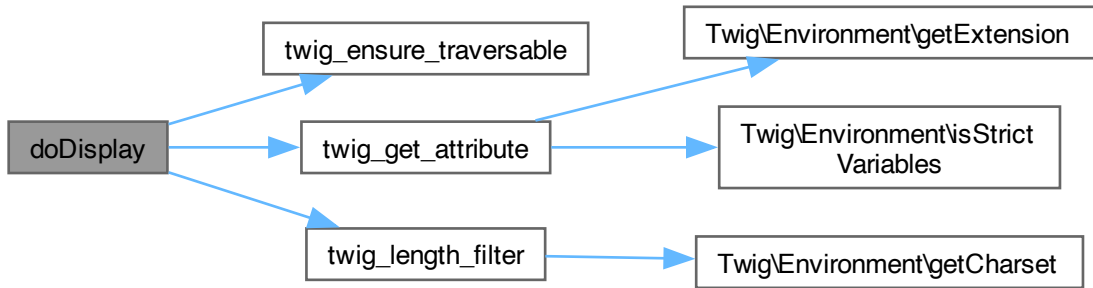 doDisplay
twig_ensure_traversable
twig_get_attribute
twig_length_filter
Twig\Environment\getExtension
Twig\Environment\isStrict
Variables
Twig\Environment\getCharset